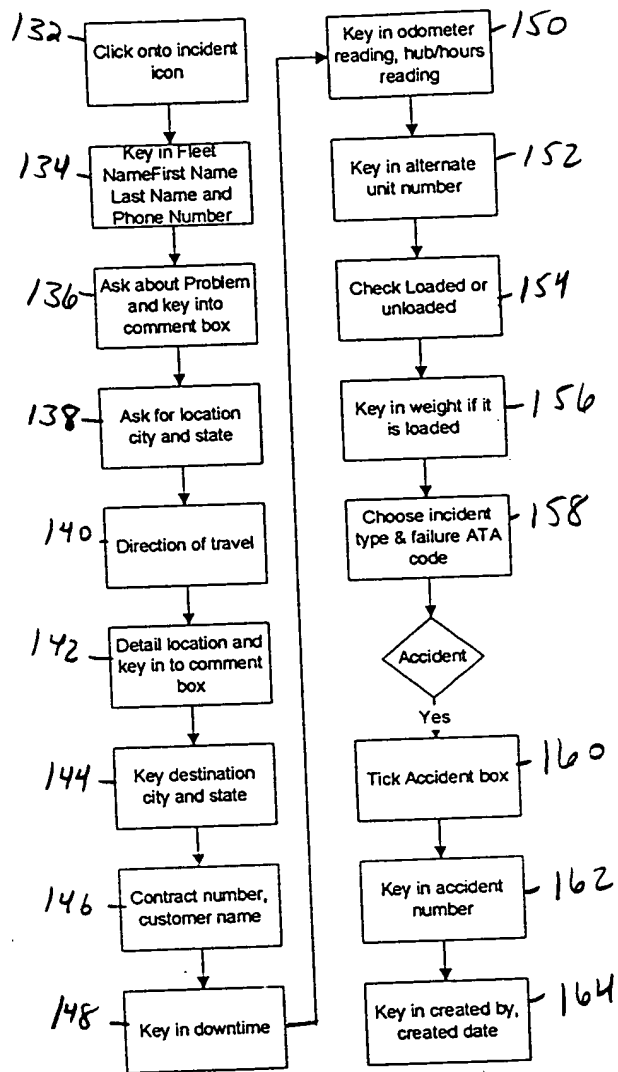 132
Click onto incident
icon
134
Key in Fleet
NameFirst Name
Last Name and
Phone Number
136
Ask about Problem
and key into
comment box
138
Ask for location
city and state
140
Direction of travel
142
Detail location and
key in to comment
box
144
Key destination
city and state
146
Contract number,
customer name
148
Key in downtime
150
Key in odometer
reading, hub/hours
reading
152
Key in alternate
unit number
154
Check Loaded or
unloaded
156
Key in weight if it
is loaded
158
Choose incident
type & failure ATA
code
Accident
Yes
160
Tick Accident box
162
Key in accident
number
164
Key in created by,
created date